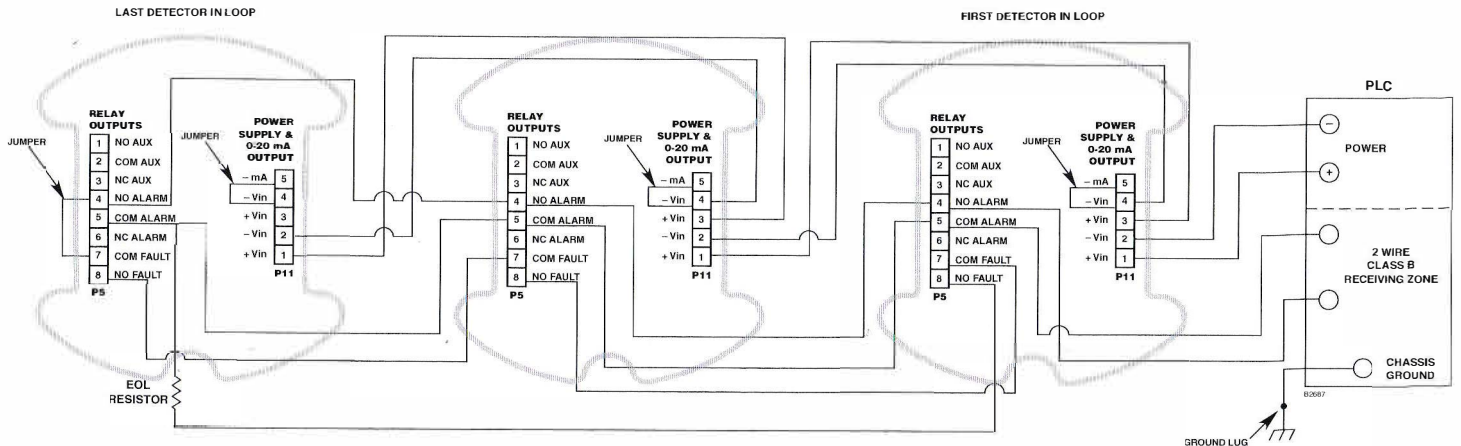 LAST DETECTOR IN LOOP
FIRST DETECTOR IN LOOP
JUMPER
RELAY
OUTPUTS
1 NO AUX
2 COM AUX
3 NC AUX
4 NO ALARM
5 COM ALARM
6 NC ALARM
7 COM FAULT
8 NO FAULT
P5
JUMPER
POWER
SUPPLY &
0-20 mA
OUTPUT
– mA 5
– Vin 4
+ Vin 3
– Vin 2
+ Vin 1
P11
EOL
RESISTOR
RELAY
OUTPUTS
1 NO AUX
2 COM AUX
3 NC AUX
4 NO ALARM
5 COM ALARM
6 NC ALARM
7 COM FAULT
8 NO FAULT
P5
JUMPER
POWER
SUPPLY &
0-20 mA
OUTPUT
– mA 5
– Vin 4
+ Vin 3
– Vin 2
+ Vin 1
P11
RELAY
OUTPUTS
1 NO AUX
2 COM AUX
3 NC AUX
4 NO ALARM
5 COM ALARM
6 NC ALARM
7 COM FAULT
8 NO FAULT
P5
JUMPER
POWER
SUPPLY &
0-20 mA
OUTPUT
– mA 5
– Vin 4
+ Vin 3
– Vin 2
+ Vin 1
P11
PLC
–
POWER
+
2 WIRE
CLASS B
RECEIVING ZONE
CHASSIS
GROUND
B2687
GROUND LUG